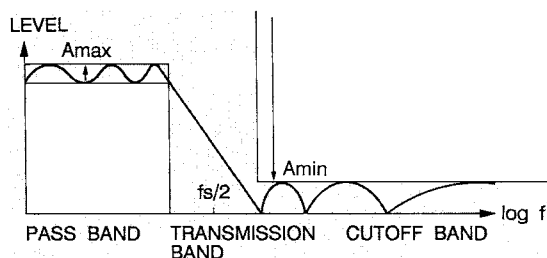 LEVEL
Amax
Amin
fs/2
log f
PASS BAND
TRANSMISSION
BAND
CUTOFF BAND